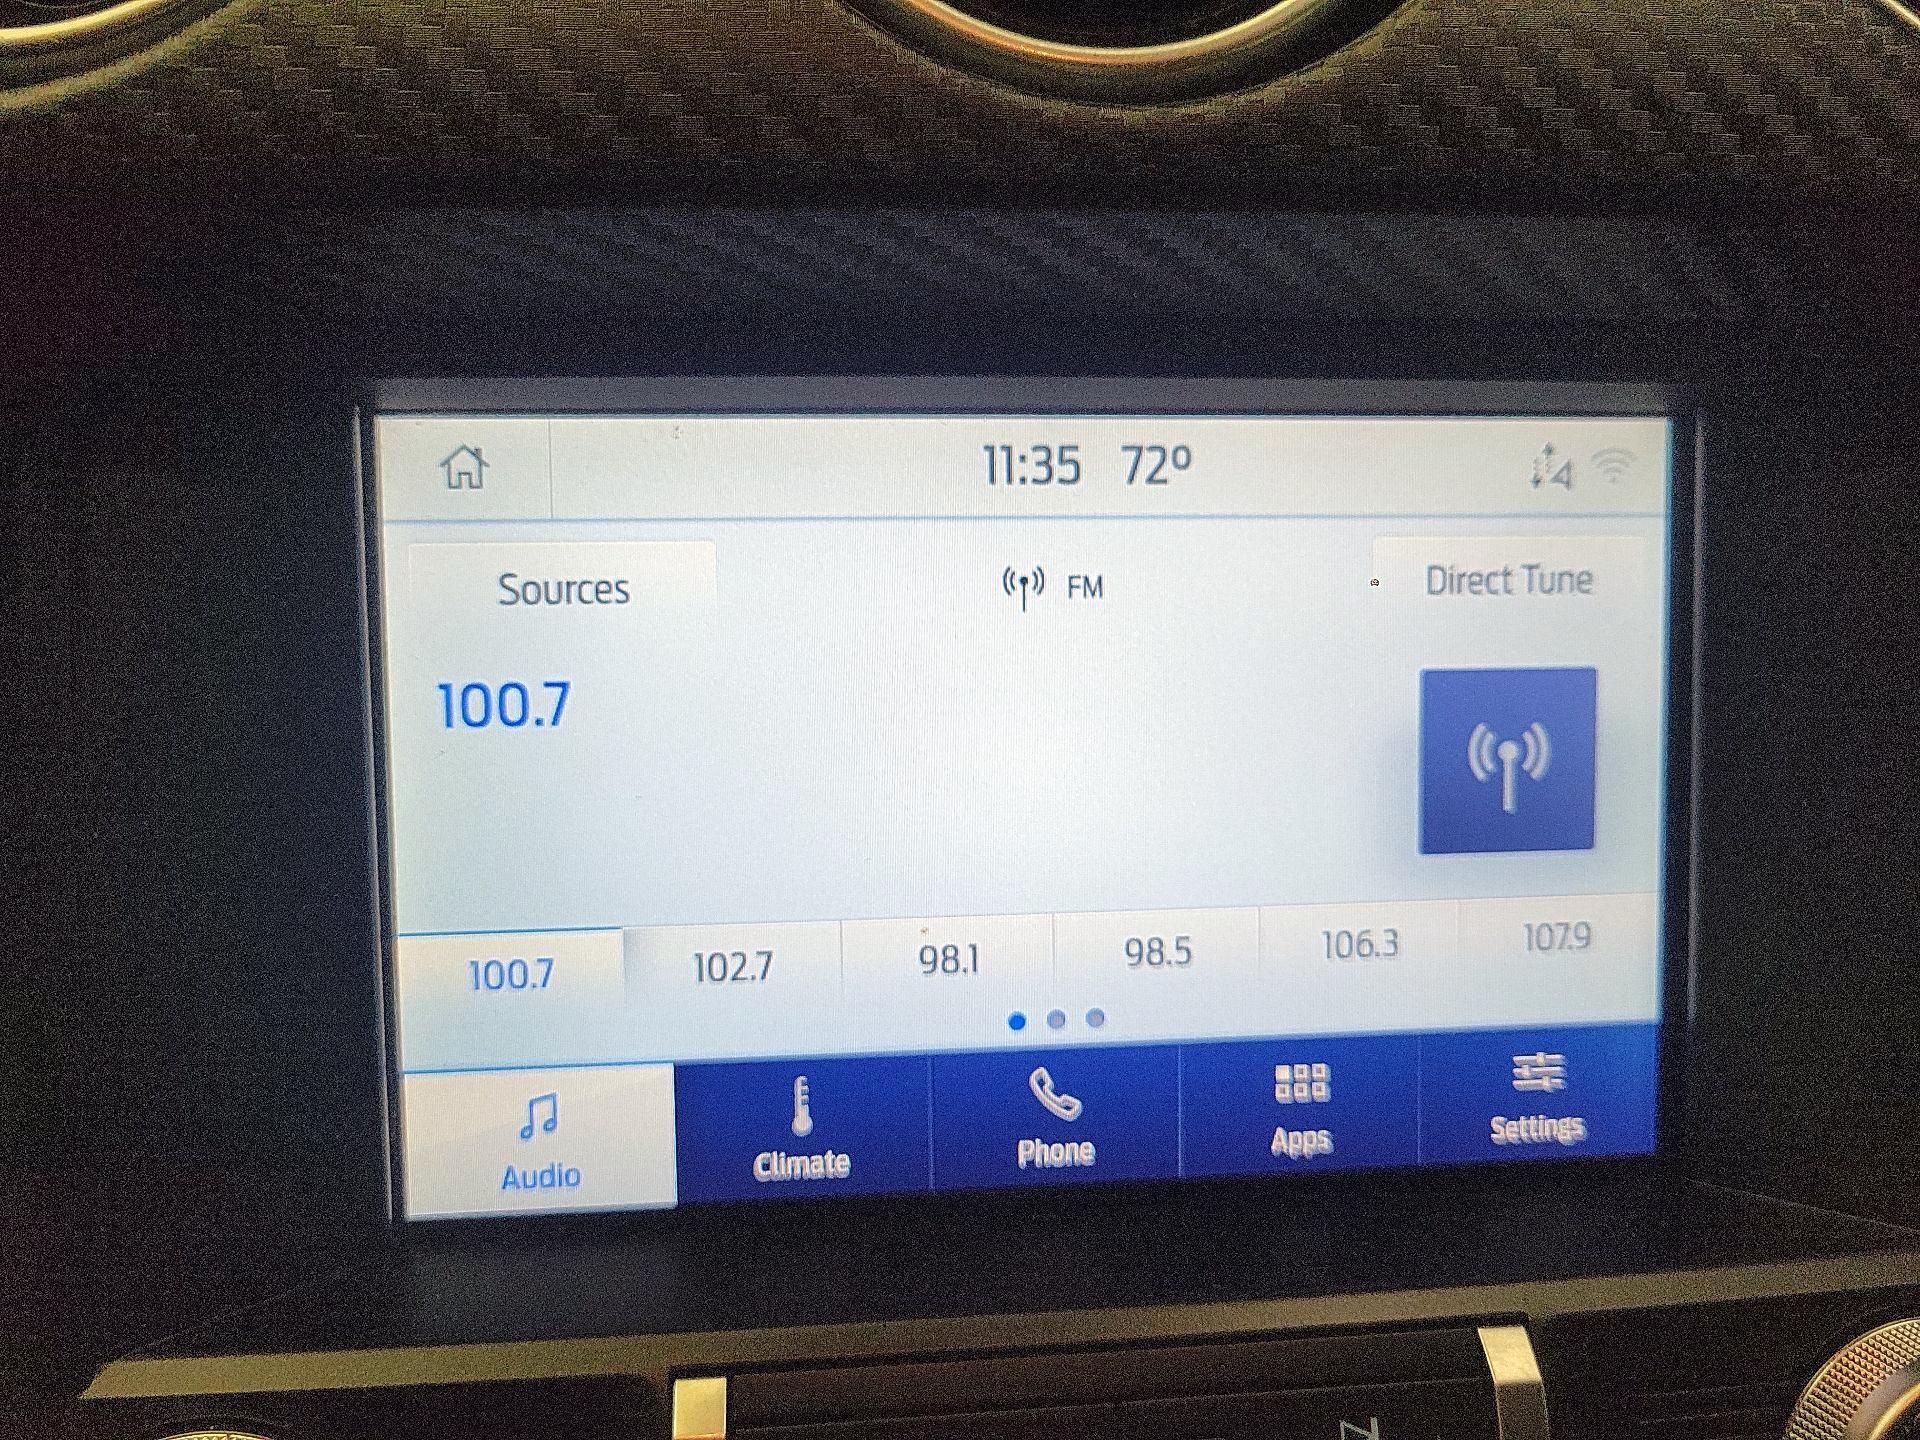 11:35 72º
Sources FM Direct Tune
100.7
100.7 102.7 98.1 98.5 106.3 107.9
Audio Climate Phone Apps Settings